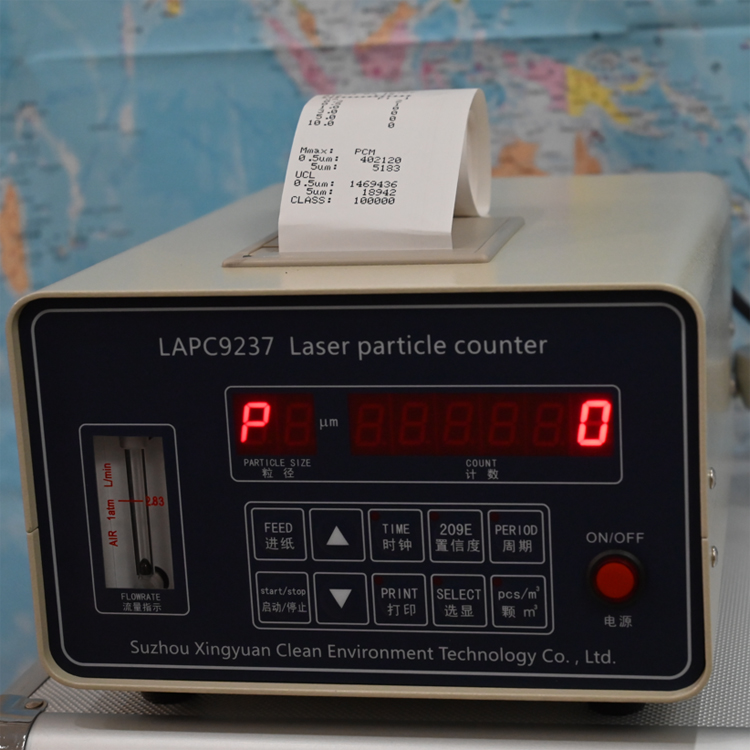 10.0 0
Mmax: PCM
0.5um: 402120
5um: 5183
UCL
0.5um: 1469436
5um: 18942
CLASS: 100000
LAPC9237 Laser particle counter
P μm 0
PARTICLE SIZE COUNT
粒 径 计 数
AIR 1atm L/min
2.83
FLOWRATE
流量指示
FEED TIME 209E PERIOD
进纸 ▲ 时钟 置信度 周期
start/stop PRINT SELECT pcs/m³
启动/停止 ▼ 打印 选显 颗 m³
ON/OFF
电源
Suzhou Xingyuan Clean Environment Technology Co. , Ltd.